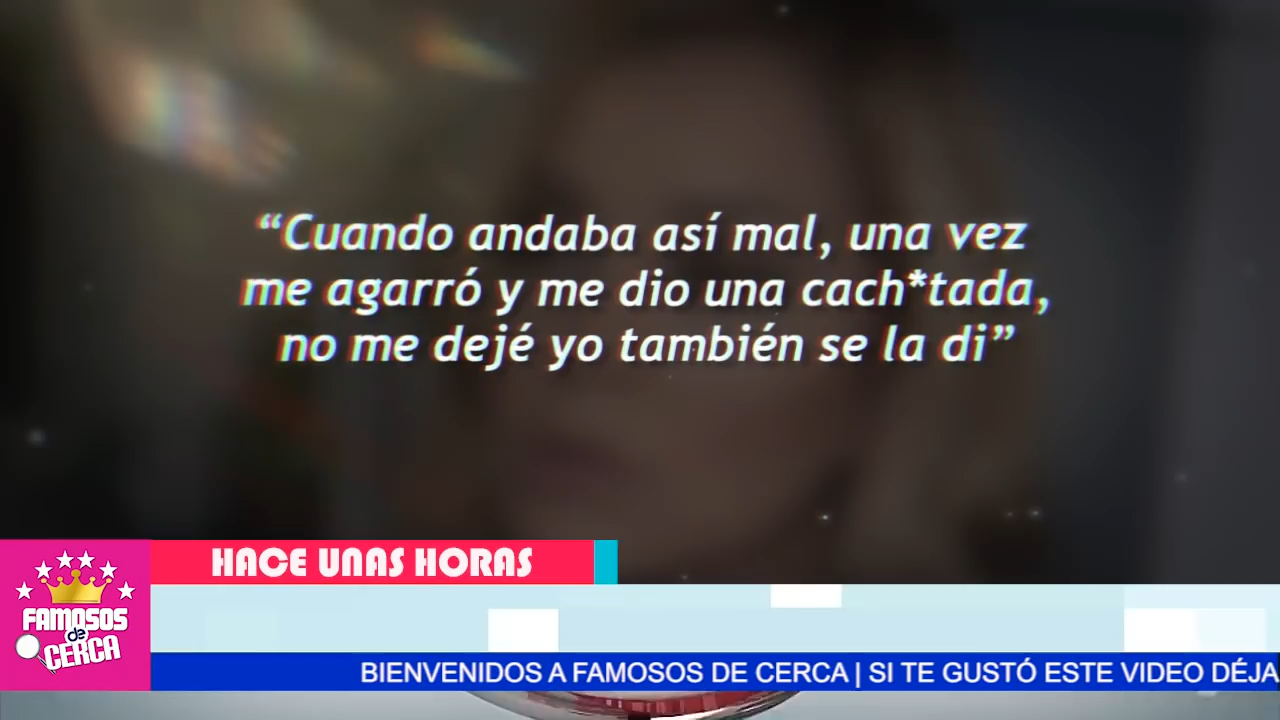 “Cuando andaba así mal, una vez
me agarró y me dio una cach*tada,
no me dejé yo también se la di”
HACE UNAS HORAS
FAMOSOS
de
CERCA
BIENVENIDOS A FAMOSOS DE CERCA | SI TE GUSTÓ ESTE VIDEO DÉJA